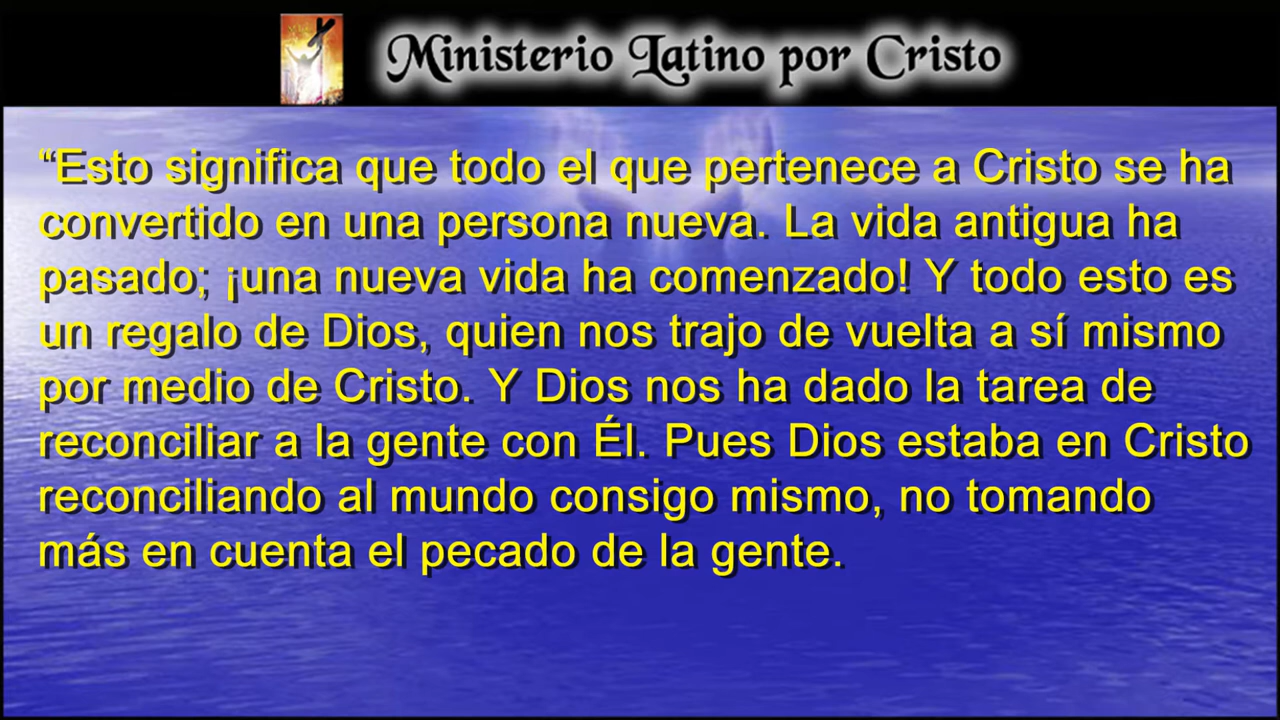 Ministerio Latino por Cristo
“Esto significa que todo el que pertenece a Cristo se ha
convertido en una persona nueva. La vida antigua ha
pasado; ¡una nueva vida ha comenzado! Y todo esto es
un regalo de Dios, quien nos trajo de vuelta a sí mismo
por medio de Cristo. Y Dios nos ha dado la tarea de
reconciliar a la gente con Él. Pues Dios estaba en Cristo
reconciliando al mundo consigo mismo, no tomando
más en cuenta el pecado de la gente.